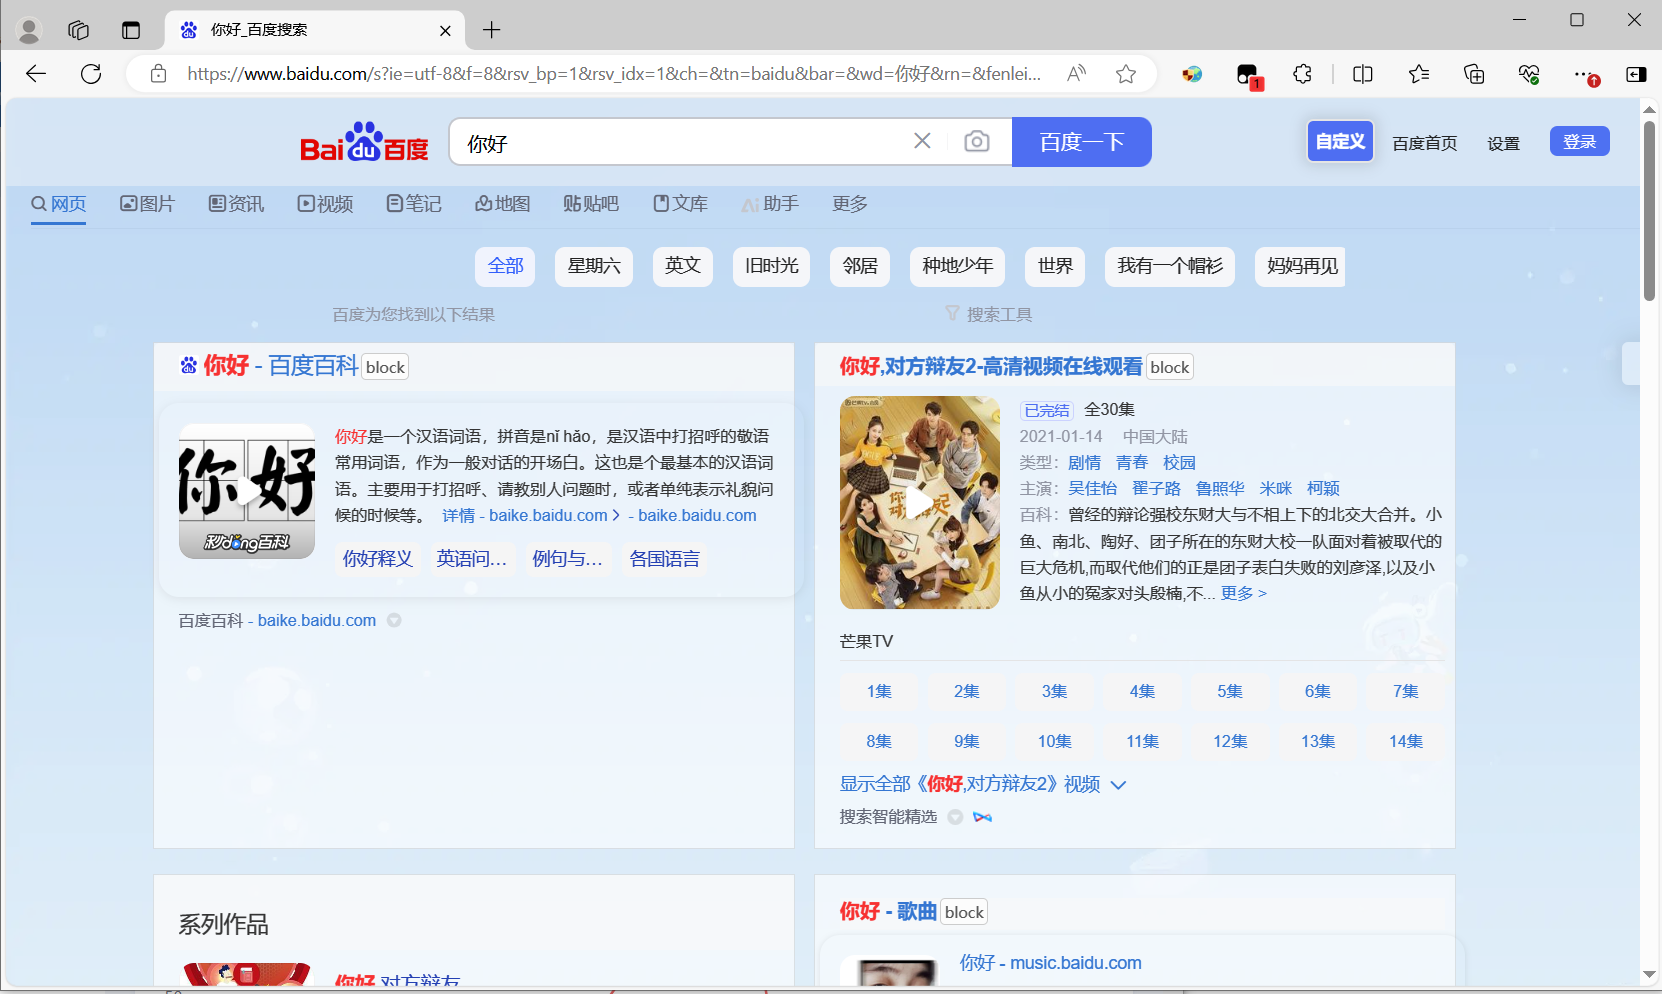 你好_百度搜索
https://www.baidu.com/s?ie=utf-8&f=8&rsv_bp=1&rsv_idx=1&ch=&tn=baidu&bar=&wd=你好&rn=&fenlei...
1
Bai du 百度
你好
百度一下
自定义
百度首页
设置
登录
网页
图片
资讯
视频
笔记
地图
贴吧
文库
助手
更多
全部
星期六
英文
旧时光
邻居
种地少年
世界
我有一个帽衫
妈妈再见
百度为您找到以下结果
搜索工具
你好 - 百度百科 block
你好
秒dǒng百科
你好是一个汉语词语，拼音是nǐ hǎo，是汉语中打招呼的敬语
常用词语，作为一般对话的开场白。这也是个最基本的汉语词
语。主要用于打招呼、请教别人问题时，或者单纯表示礼貌问
候的时候等。 详情 - baike.baidu.com > - baike.baidu.com
你好释义 英语问... 例句与... 各国语言
百度百科 - baike.baidu.com
你好,对方辩友2-高清视频在线观看 block
已完结 全30集
2021-01-14 中国大陆
类型：剧情 青春 校园
主演：吴佳怡 翟子路 鲁照华 米咪 柯颖
百科：曾经的辩论强校东财大与不相上下的北交大合并。小
鱼、南北、陶好、团子所在的东财大校一队面对着被取代的
巨大危机,而取代他们的正是团子表白失败的刘彦泽,以及小
鱼从小的冤家对头殷楠,不... 更多 >
芒果TV
1集 2集 3集 4集 5集 6集 7集
8集 9集 10集 11集 12集 13集 14集
显示全部《你好,对方辩友2》视频
搜索智能精选
系列作品
你好,对方辩友
你好 - 歌曲 block
你好 - music.baidu.com